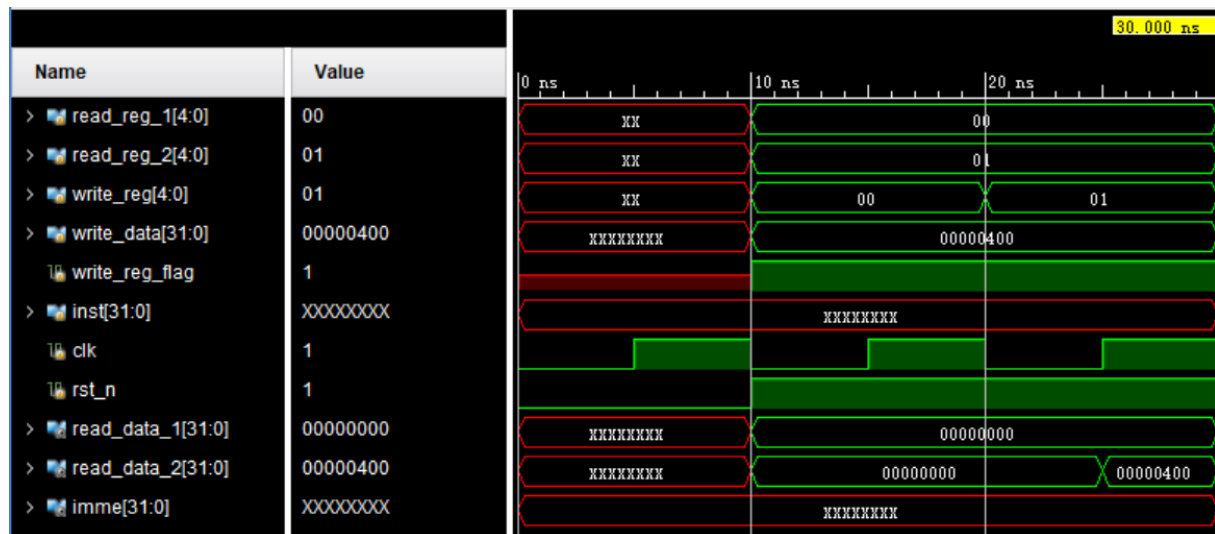 30.000 ns
Name Value
0 ns 10 ns 20 ns
read_reg_1[4:0] 00 XX 00
read_reg_2[4:0] 01 XX 01
write_reg[4:0] 01 XX 00 01
write_data[31:0] 00000400 XXXXXXXX 00000400
write_reg_flag 1
inst[31:0] XXXXXXXX XXXXXXXX
clk 1
rst_n 1
read_data_1[31:0] 00000000 XXXXXXXX 00000000
read_data_2[31:0] 00000400 XXXXXXXX 00000000 00000400
imme[31:0] XXXXXXXX XXXXXXXX